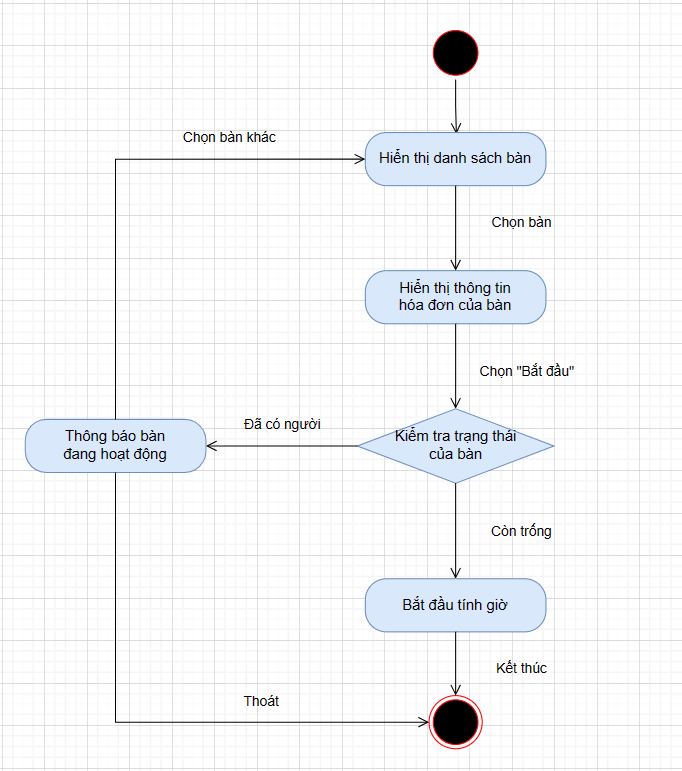 Chọn bàn khác
Hiển thị danh sách bàn
Chọn bàn
Hiển thị thông tin
hóa đơn của bàn
Chọn "Bắt đầu"
Đã có người
Kiểm tra trạng thái
của bàn
Thông báo bàn
đang hoạt động
Còn trống
Bắt đầu tính giờ
Kết thúc
Thoát